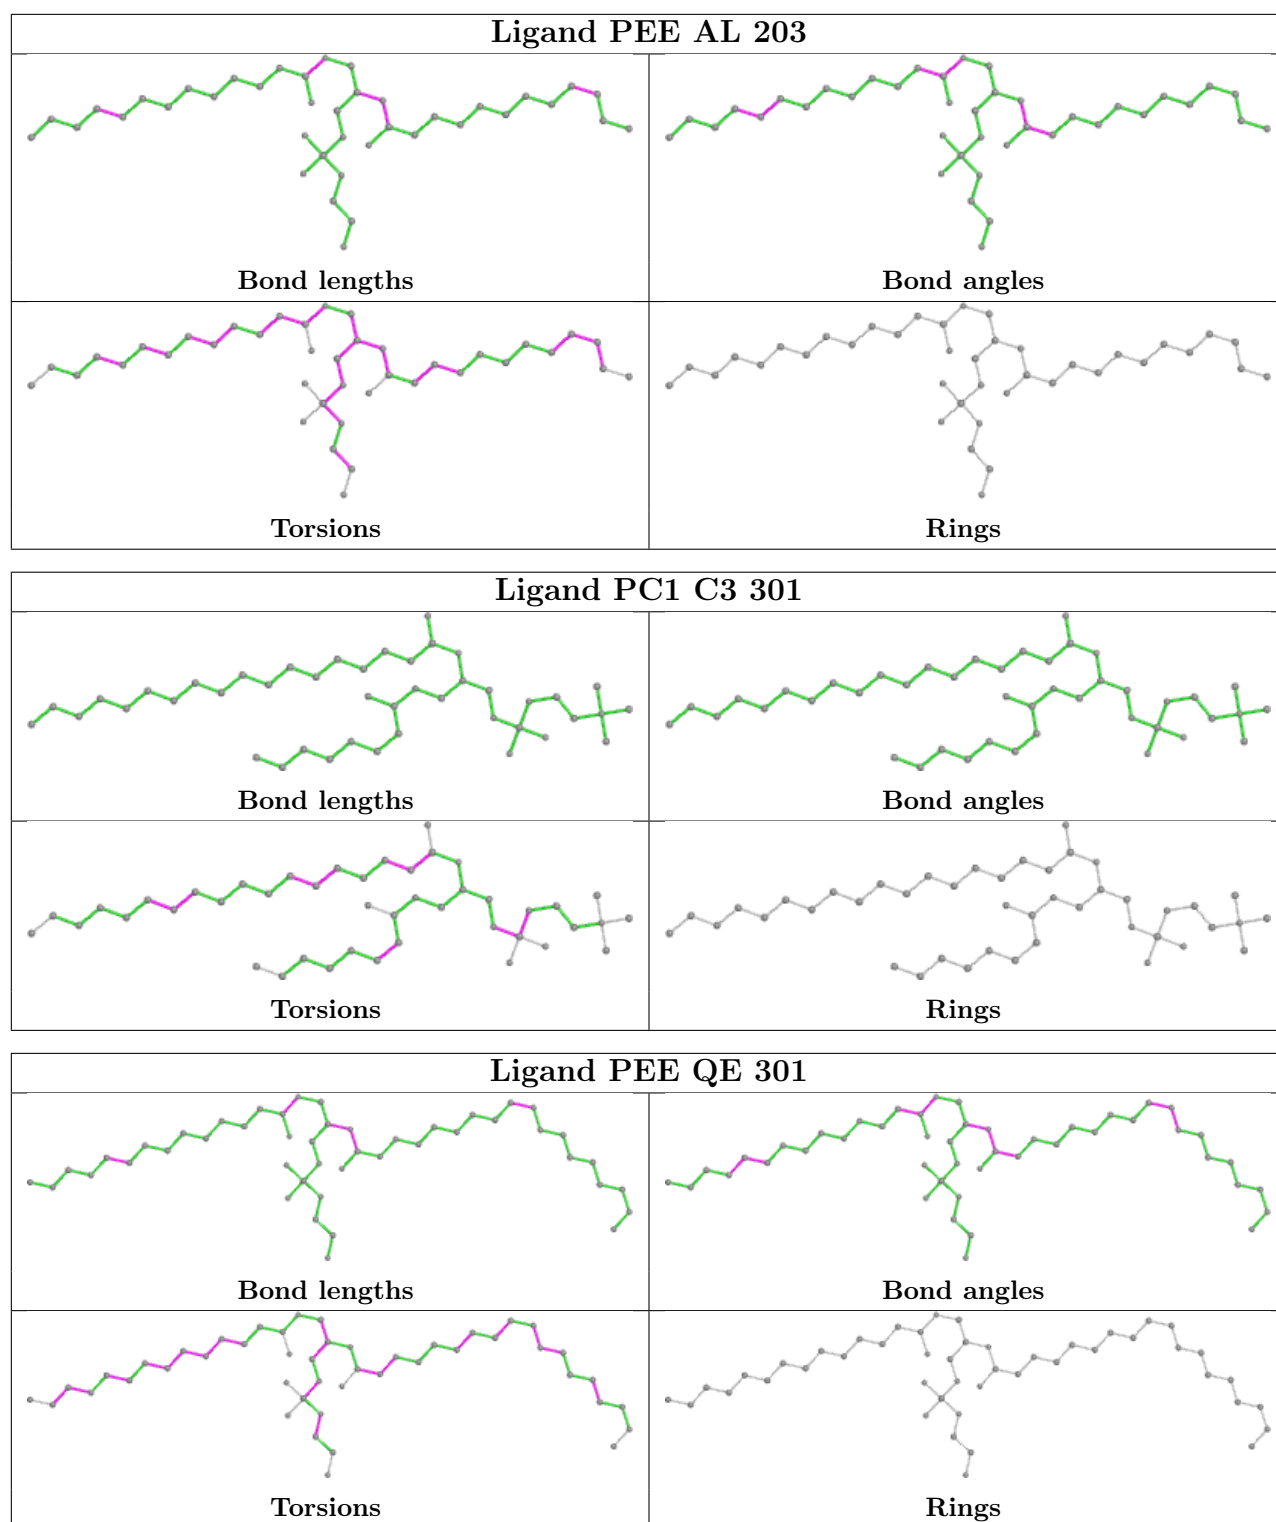 Ligand PEE AL 203
Bond lengths
Bond angles
Torsions
Rings
Ligand PC1 C3 301
Bond lengths
Bond angles
Torsions
Rings
Ligand PEE QE 301
Bond lengths
Bond angles
Torsions
Rings